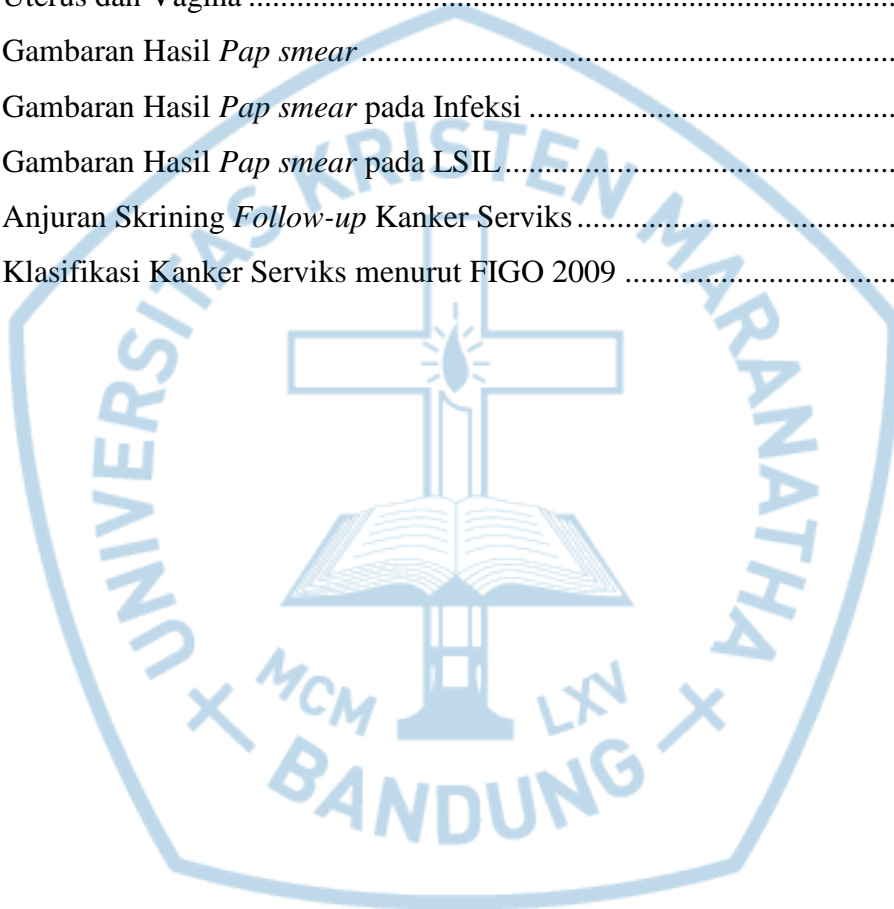 Uterus dan Vagina ................................................................................
Gambaran Hasil Pap smear ................................................................
Gambaran Hasil Pap smear pada Infeksi ............................................
Gambaran Hasil Pap smear pada LSIL ...............................................
Anjuran Skrining Follow-up Kanker Serviks ......................................
Klasifikasi Kanker Serviks menurut FIGO 2009 ................................
UNIVERSITAS KRISTEN MARANATHA
MCM LXV
BANDUNG